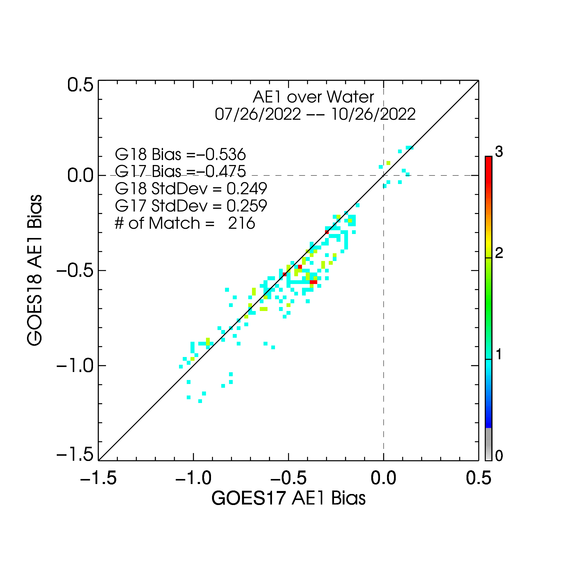 AE1 over Water
07/26/2022 −− 10/26/2022
G18 Bias =−0.536
G17 Bias =−0.475
G18 StdDev = 0.249
G17 StdDev = 0.259
# of Match = 216
GOES18 AE1 Bias
0.5
0.0
−0.5
−1.0
−1.5
−1.5 −1.0 −0.5 0.0 0.5
GOES17 AE1 Bias
3
2
1
0